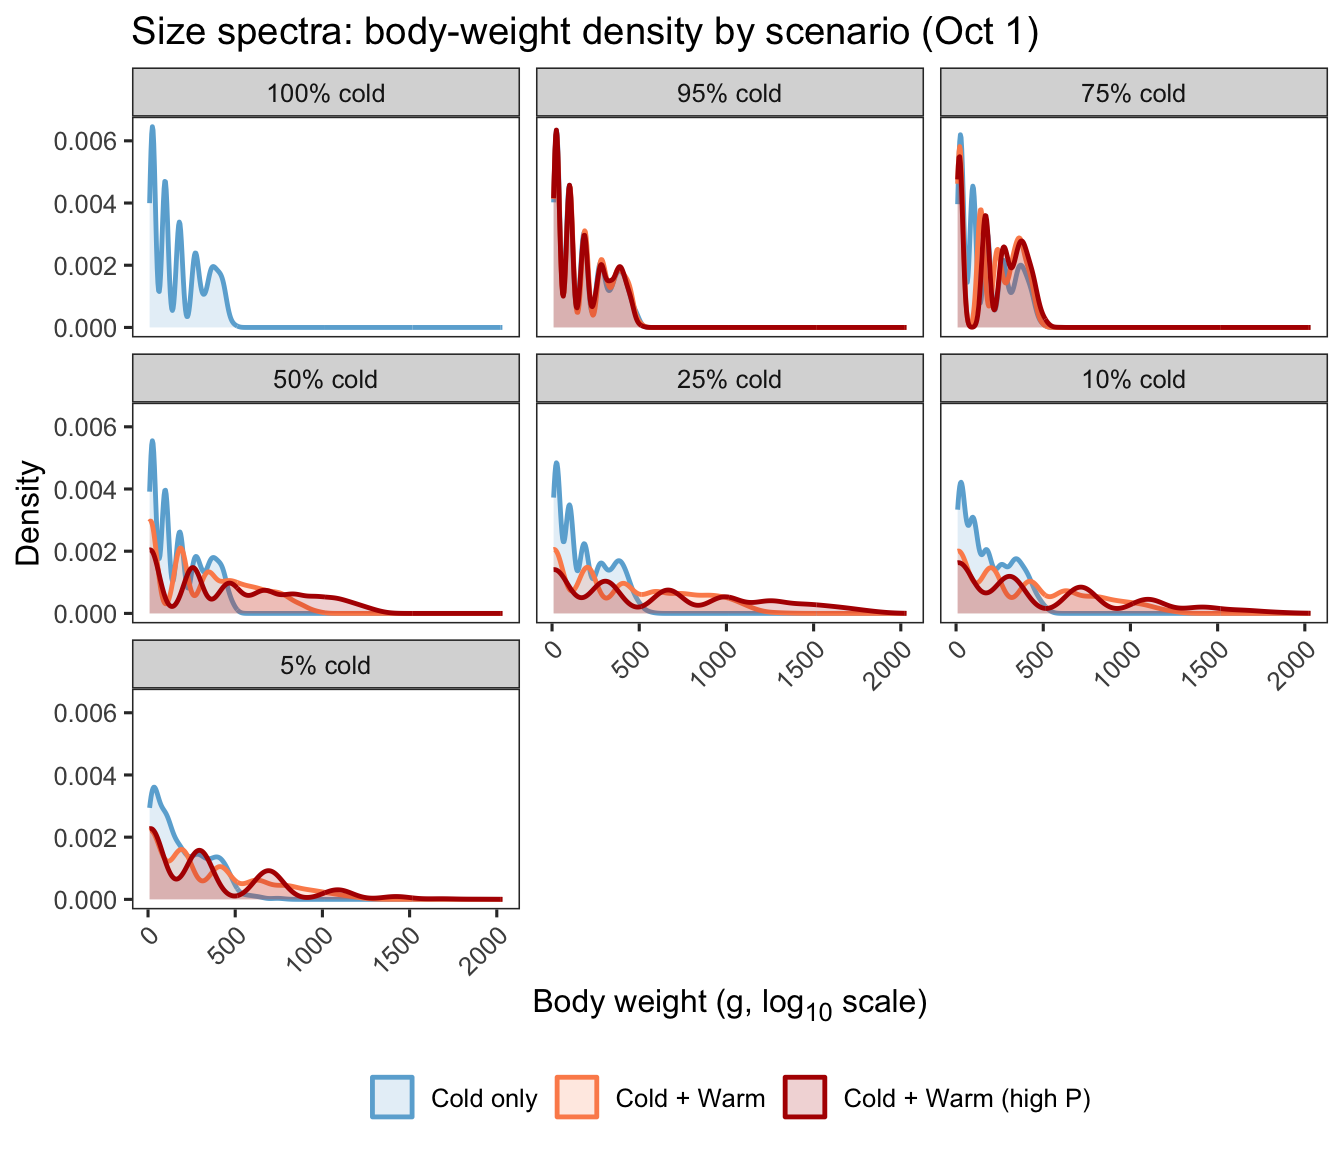 Size spectra: body-weight density by scenario (Oct 1)
100% cold
95% cold
75% cold
0.006
0.004
0.002
0.000
50% cold
25% cold
10% cold
0.006
0.004
0.002
0.000
0 500 1000 1500 2000
0 500 1000 1500 2000
5% cold
0.006
0.004
0.002
0.000
0 500 1000 1500 2000
Density
Body weight (g, log10 scale)
Cold only
Cold + Warm
Cold + Warm (high P)